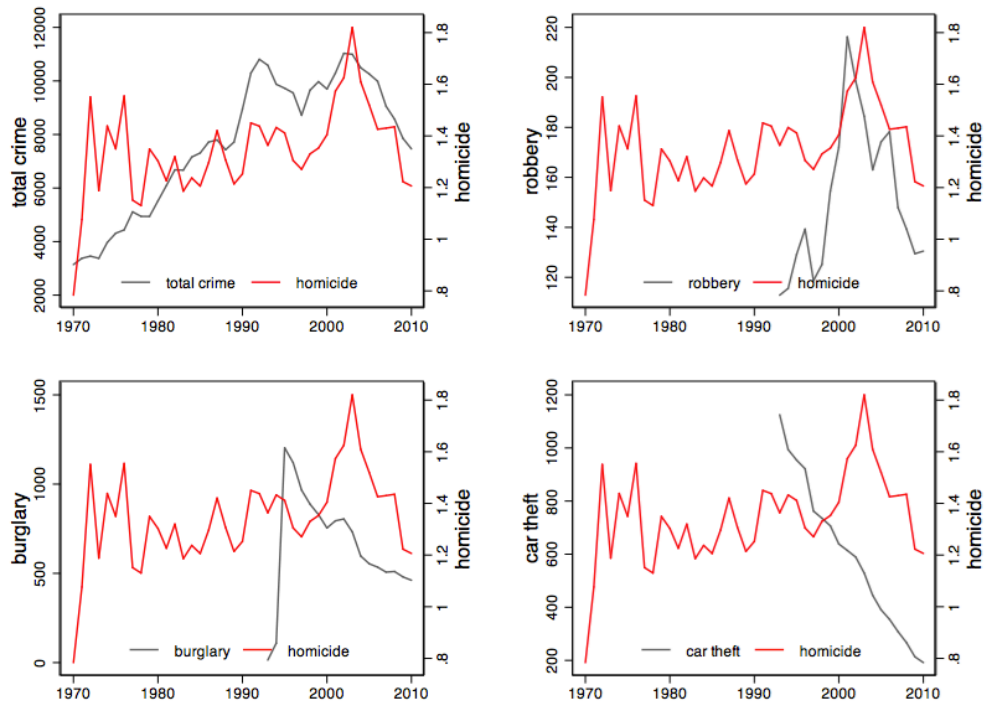 total crime
12000
10000
8000
6000
4000
2000
1970 1980 1990 2000 2010
1.8
1.6
1.4
1.2
1
.8
homicide
total crime homicide
robbery
220
200
180
160
140
120
1970 1980 1990 2000 2010
1.8
1.6
1.4
1.2
1
.8
homicide
robbery homicide
burglary
1500
1000
500
0
1970 1980 1990 2000 2010
1.8
1.6
1.4
1.2
1
.8
homicide
burglary homicide
car theft
1200
1000
800
600
400
200
1970 1980 1990 2000 2010
1.8
1.6
1.4
1.2
1
.8
homicide
car theft homicide